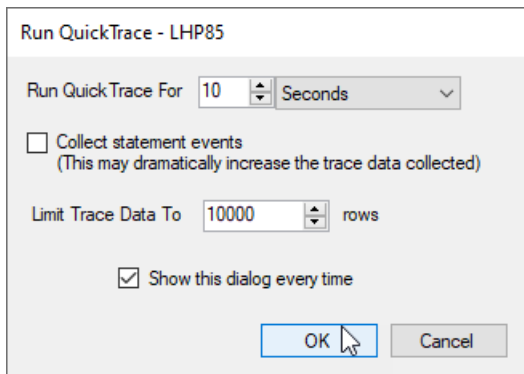 Run QuickTrace - LHP85
Run QuickTrace For 10 Seconds
Collect statement events
(This may dramatically increase the trace data collected)
Limit Trace Data To 10000 rows
Show this dialog every time
OK Cancel